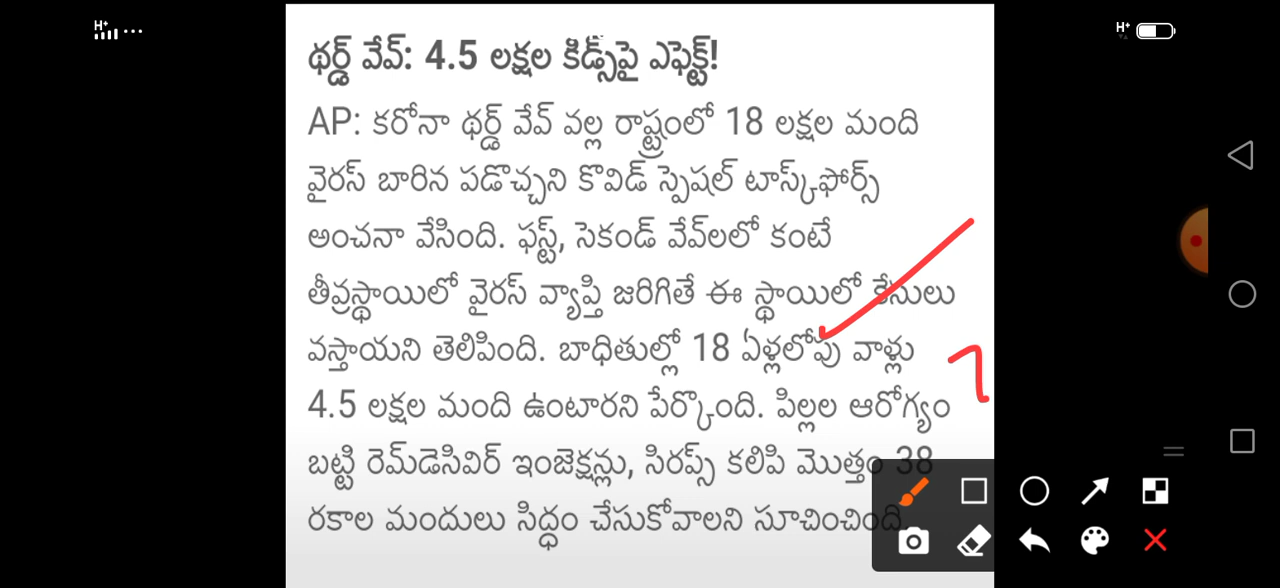 H+
H+
థర్డ్ వేవ్: 4.5 లక్షల కిడ్స్‌పై ఎఫెక్ట్!
AP: కరోనా థర్డ్ వేవ్ వల్ల రాష్ట్రంలో 18 లక్షల మంది
వైరస్ బారిన పడొచ్చని కొవిడ్ స్పెషల్ టాస్క్‌ఫోర్స్
అంచనా వేసింది. ఫస్ట్, సెకండ్ వేవ్‌లలో కంటే
తీవ్రస్థాయిలో వైరస్ వ్యాప్తి జరిగితే ఈ స్థాయిలో కేసులు
వస్తాయని తెలిపింది. బాధితుల్లో 18 ఏళ్లలోపు వాళ్లు
4.5 లక్షల మంది ఉంటారని పేర్కొంది. పిల్లల ఆరోగ్యం
బట్టి రెమ్‌డెసివిర్ ఇంజెక్షన్లు, సిరప్స్ కలిపి మొత్తం 38
రకాల మందులు సిద్ధం చేసుకోవాలని సూచించింది.